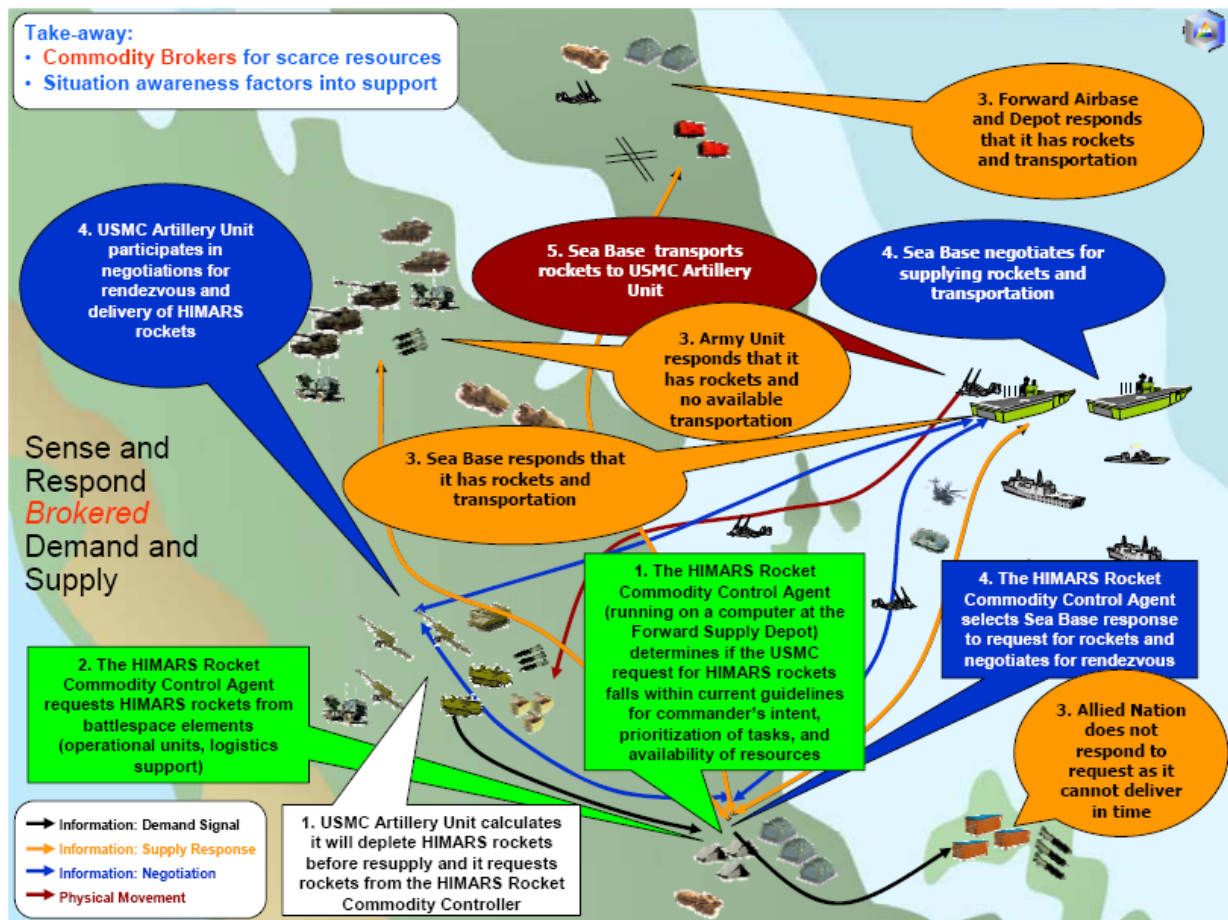 Take-away:
• Commodity Brokers for scarce resources
• Situation awareness factors into support
3. Forward Airbase
and Depot responds
that it has rockets
and transportation
4. USMC Artillery Unit
participates in
negotiations for
rendezvous and
delivery of HIMARS
rockets
5. Sea Base transports
rockets to USMC Artillery
Unit
4. Sea Base negotiates for
supplying rockets and
transportation
3. Army Unit
responds that it
has rockets and
no available
transportation
3. Sea Base responds that
it has rockets and
transportation
Sense and
Respond
Brokered
Demand and
Supply
1. The HIMARS Rocket
Commodity Control Agent
(running on a computer at the
Forward Supply Depot)
determines if the USMC
request for HIMARS rockets
falls within current guidelines
for commander's intent,
prioritization of tasks, and
availability of resources
4. The HIMARS Rocket
Commodity Control Agent
selects Sea Base response
to request for rockets and
negotiates for rendezvous
2. The HIMARS Rocket
Commodity Control Agent
requests HIMARS rockets from
battlespace elements
(operational units, logistics
support)
3. Allied Nation
does not
respond to
request as it
cannot deliver
in time
1. USMC Artillery Unit calculates
it will deplete HIMARS rockets
before resupply and it requests
rockets from the HIMARS Rocket
Commodity Controller
Information: Demand Signal
Information: Supply Response
Information: Negotiation
Physical Movement